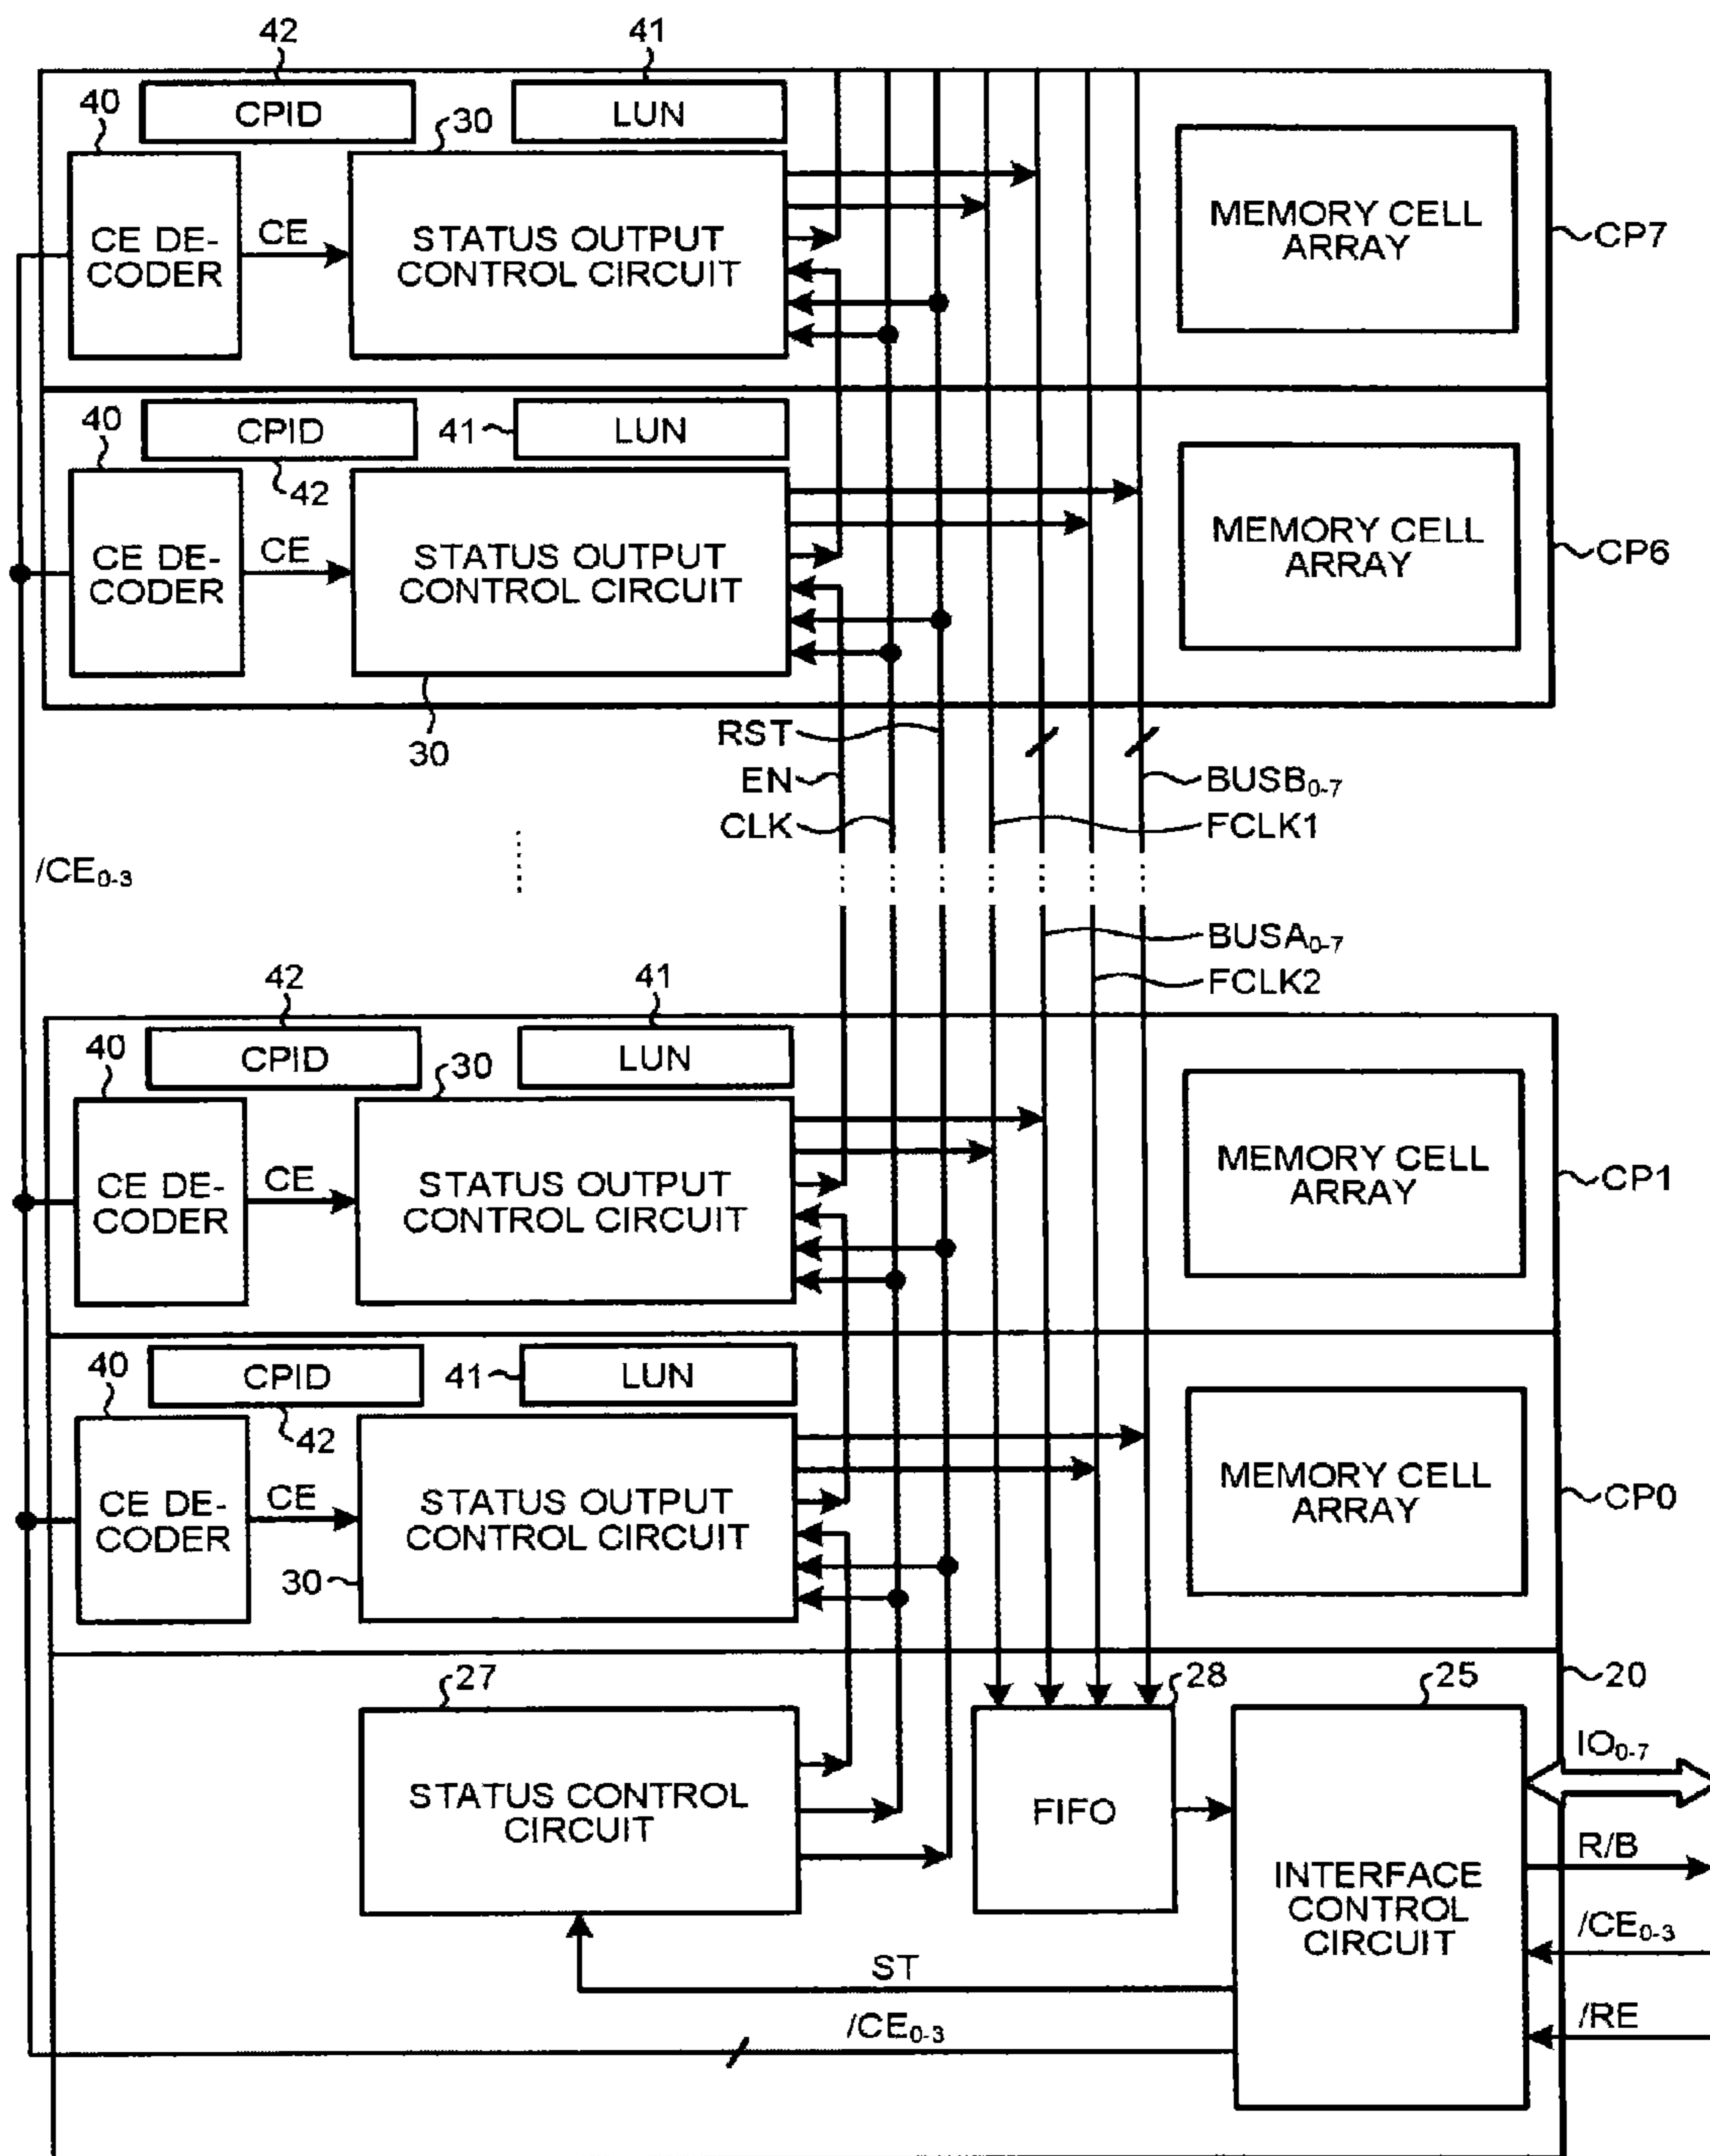 42
41
40
CPID
30
LUN
CE DE-
CODER
CE
STATUS OUTPUT
CONTROL CIRCUIT
MEMORY CELL
ARRAY
CP7
40
CPID
42
41
LUN
CE DE-
CODER
CE
STATUS OUTPUT
CONTROL CIRCUIT
30
MEMORY CELL
ARRAY
CP6
RST
EN
CLK
BUSB0-7
FCLK1
/CE0-3
BUSA0-7
FCLK2
42
41
40
CPID
30
LUN
CE DE-
CODER
CE
STATUS OUTPUT
CONTROL CIRCUIT
MEMORY CELL
ARRAY
CP1
40
CPID
42
41
LUN
CE DE-
CODER
CE
30
STATUS OUTPUT
CONTROL CIRCUIT
MEMORY CELL
ARRAY
CP0
27
28
25
20
STATUS CONTROL
CIRCUIT
FIFO
INTERFACE
CONTROL
CIRCUIT
IO0-7
R/B
/CE0-3
/RE
ST
/CE0-3